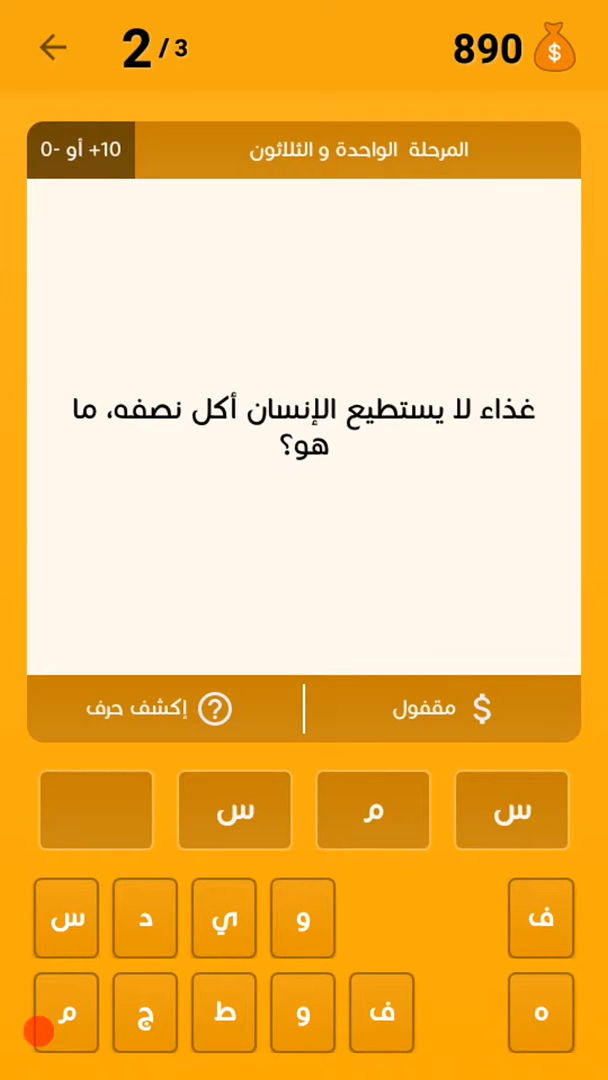 2/3
890
$
+10 أو -0
المرحلة الواحدة و الثلاثون
غذاء لا يستطيع الإنسان أكل نصفه، ما
هو؟
$ مقفول
? إكشف حرف
س م س
ف و ي د س
ه ف و ط ج م